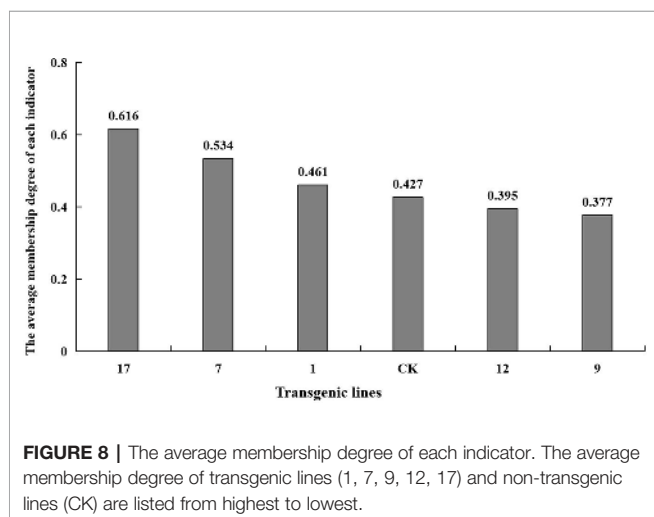 The average membership degree of each indicator
0.8
0.6
0.4
0.2
0
0.616
0.534
0.461
0.427
0.395
0.377
17
7
1
CK
12
9
Transgenic lines
FIGURE 8 | The average membership degree of each indicator. The average
membership degree of transgenic lines (1, 7, 9, 12, 17) and non-transgenic
lines (CK) are listed from highest to lowest.